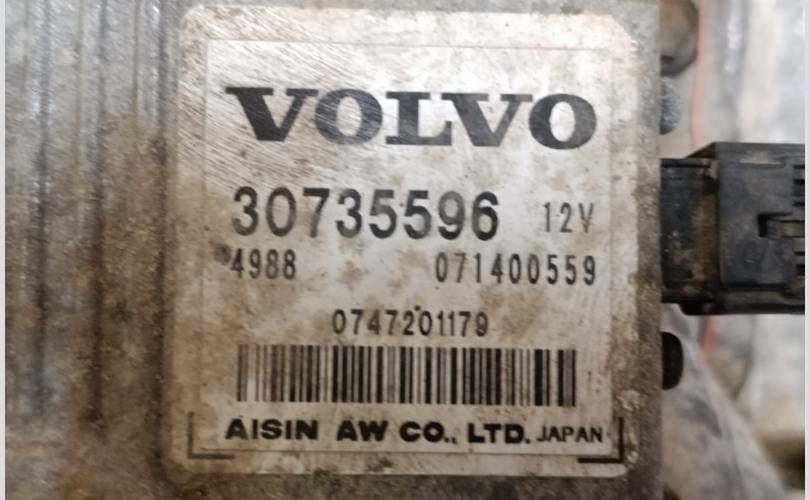 VOLVO
30735596 12V
4988 071400559
0747201179
AISIN AW CO., LTD. JAPAN